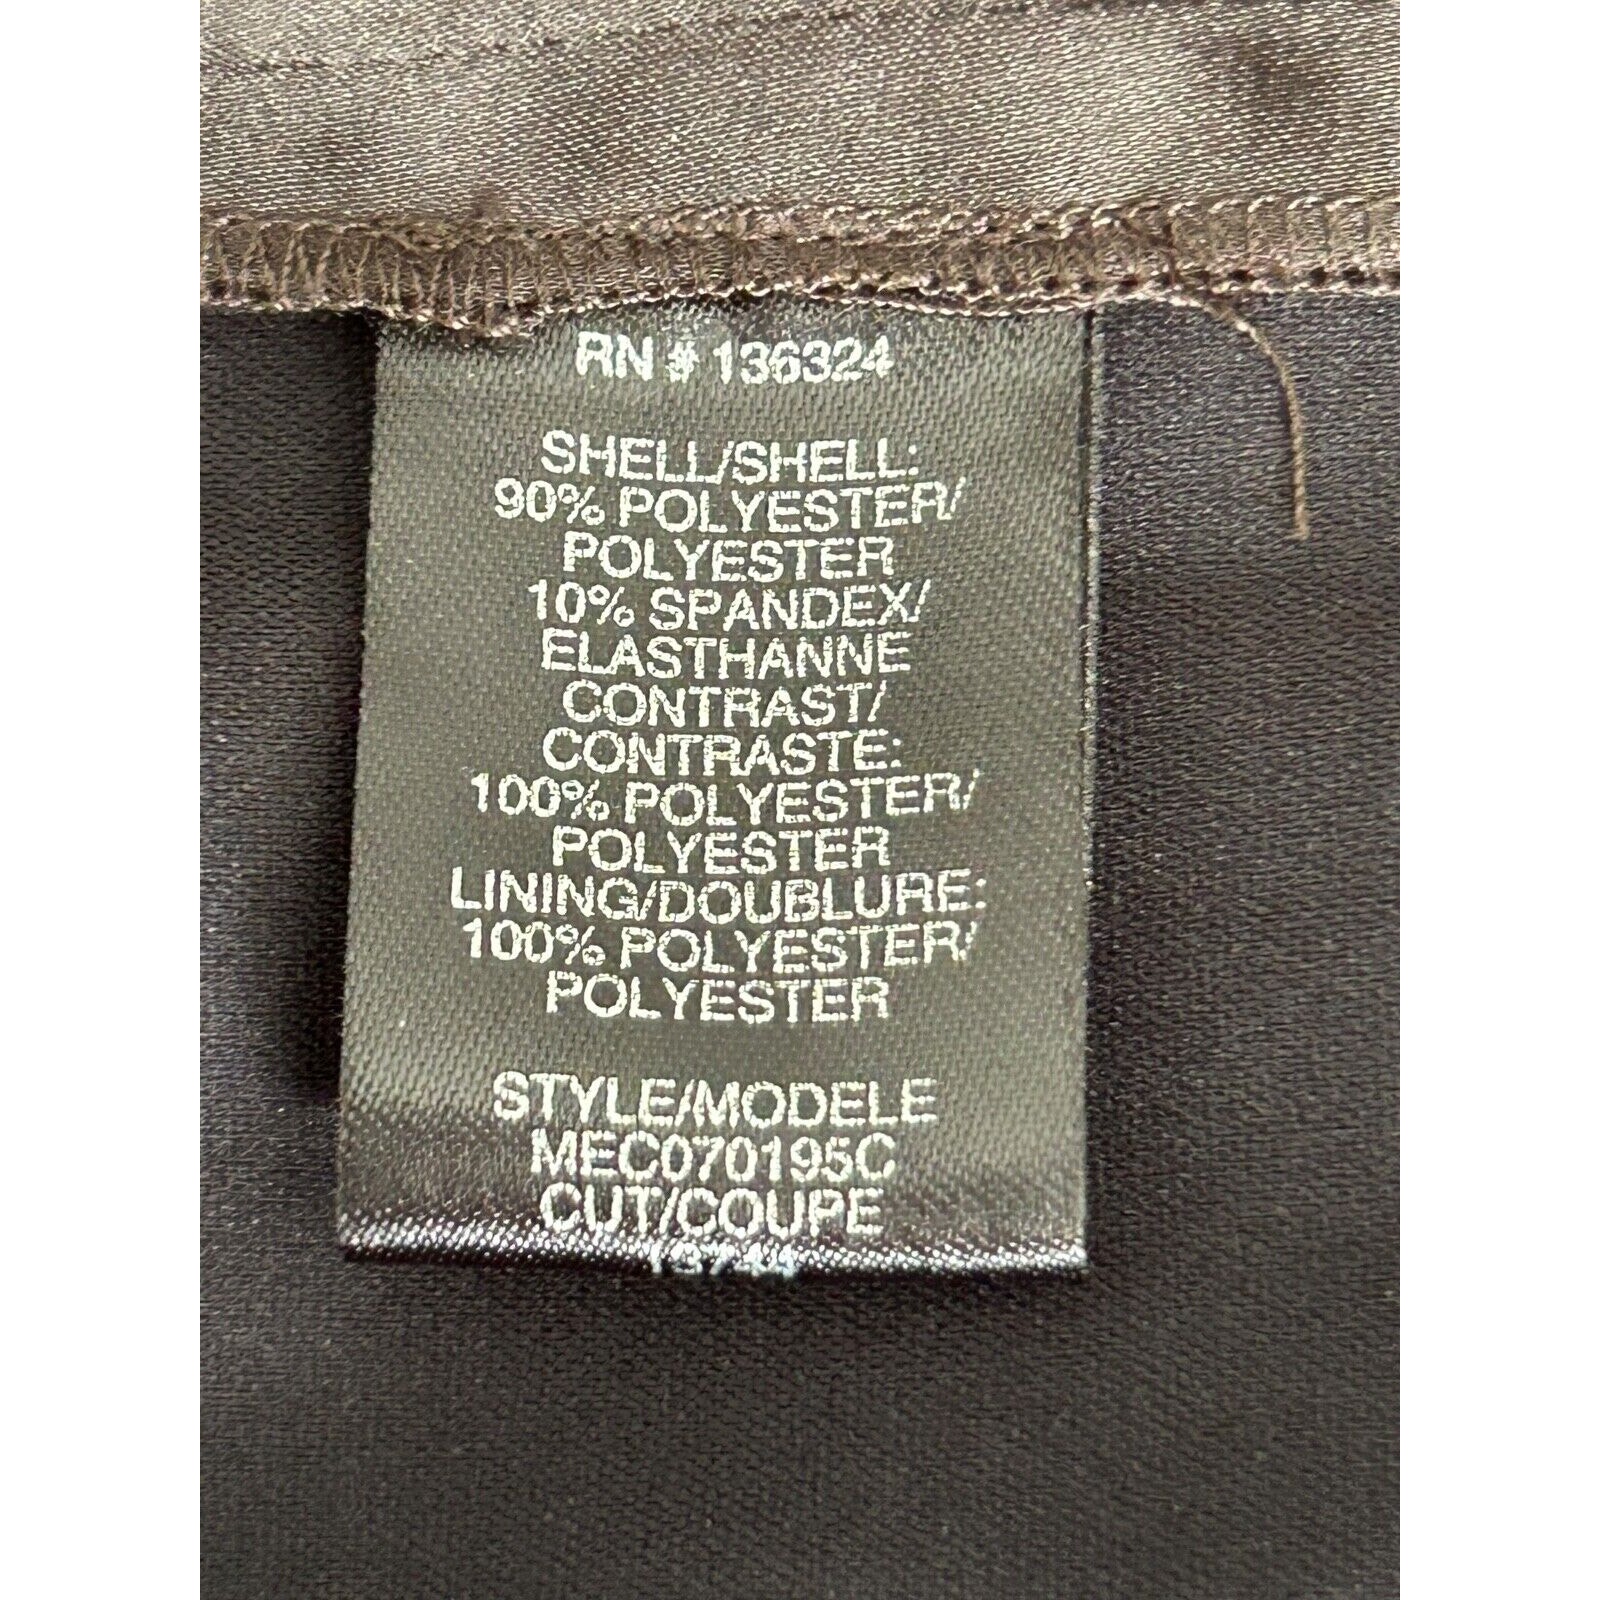 RN # 136324
SHELL/SHELL:
90% POLYESTER/
POLYESTER
10% SPANDEX/
ELASTHANNE
CONTRAST/
CONTRASTE:
100% POLYESTER/
POLYESTER
LINING/DOUBLURE:
100% POLYESTER/
POLYESTER
STYLE/MODELE
MEC070195C
CUT/COUPE